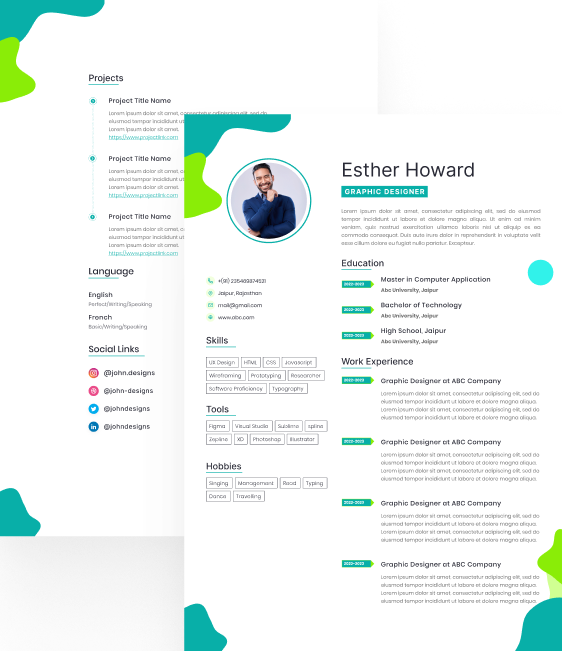 Projects
Project Title Name
Lorem ipsum dolor sit amet, consectetur adipiscing elit, sed do
eiusmod tempor incididunt ut
Lorem ipsum dolor sit amet.
https://www.projectlink.com
Project Title Name
Lorem ipsum dolor sit amet, c
eiusmod tempor incididunt ut
Lorem ipsum dolor sit amet.
https://www.projectlink.com
Project Title Name
Lorem ipsum dolor sit amet, c
eiusmod tempor incididunt ut
Lorem ipsum dolor sit amet.
https://www.projectlink.com
Language
English
Perfect/Writing/Speaking
French
Basic/Writing/Speaking
Social Links
@john.designs
@john-designs
@johndesigns
@johndesigns
Esther Howard
GRAPHIC DESIGNER
Lorem ipsum dolor sit amet, consectetur adipiscing elit, sed do eiusmod
tempor incididunt ut labore et dolore magna aliqua. Ut enim ad minim
veniam, quis nostrud exercitation ullamco laboris nisi ut aliquip ex ea
commodo consequat. Duis aute irure dolor in reprehenderit in voluptate velit
esse cillum dolore eu fugiat nulla pariatur. Excepteur.
+(91) 235489874531
Jaipur, Rajasthan
mail@gmail.com
www.abc.com
Skills
UX Design HTML CSS Javascript
Wireframing Prototyping Researcher
Software Proficiency Typography
Tools
Figma Visual Studio Sublime spline
Zepline XD Photoshop Illustrator
Hobbies
Singing Management Read Typing
Dance Travelling
Education
Master in Computer Application
Abc University, Jaipur
Bachelor of Technology
Abc University, Jaipur
High School, Jaipur
Abc University, Jaipur
Work Experience
2022-2023
Graphic Designer at ABC Company
Lorem ipsum dolor sit amet, consectetur adipiscing elit, sed do
eiusmod tempor incididunt ut labore et dolore magna aliqua.
Lorem ipsum dolor sit amet, consectetur adipiscing elit, sed do
eiusmod tempor incididunt ut labore et dolore magna aliqua.
2022-2023
Graphic Designer at ABC Company
Lorem ipsum dolor sit amet, consectetur adipiscing elit, sed do
eiusmod tempor incididunt ut labore et dolore magna aliqua.
Lorem ipsum dolor sit amet, consectetur adipiscing elit, sed do
eiusmod tempor incididunt ut labore et dolore magna aliqua.
2022-2023
Graphic Designer at ABC Company
Lorem ipsum dolor sit amet, consectetur adipiscing elit, sed do
eiusmod tempor incididunt ut labore et dolore magna aliqua.
Lorem ipsum dolor sit amet, consectetur adipiscing elit, sed do
eiusmod tempor incididunt ut labore et dolore magna aliqua.
2022-2023
Graphic Designer at ABC Company
Lorem ipsum dolor sit amet, consectetur adipiscing elit, sed do
eiusmod tempor incididunt ut labore et dolore magna aliqua.
Lorem ipsum dolor sit amet, consectetur adipiscing elit, sed do
eiusmod tempor incididunt ut labore et dolore magna aliqua.